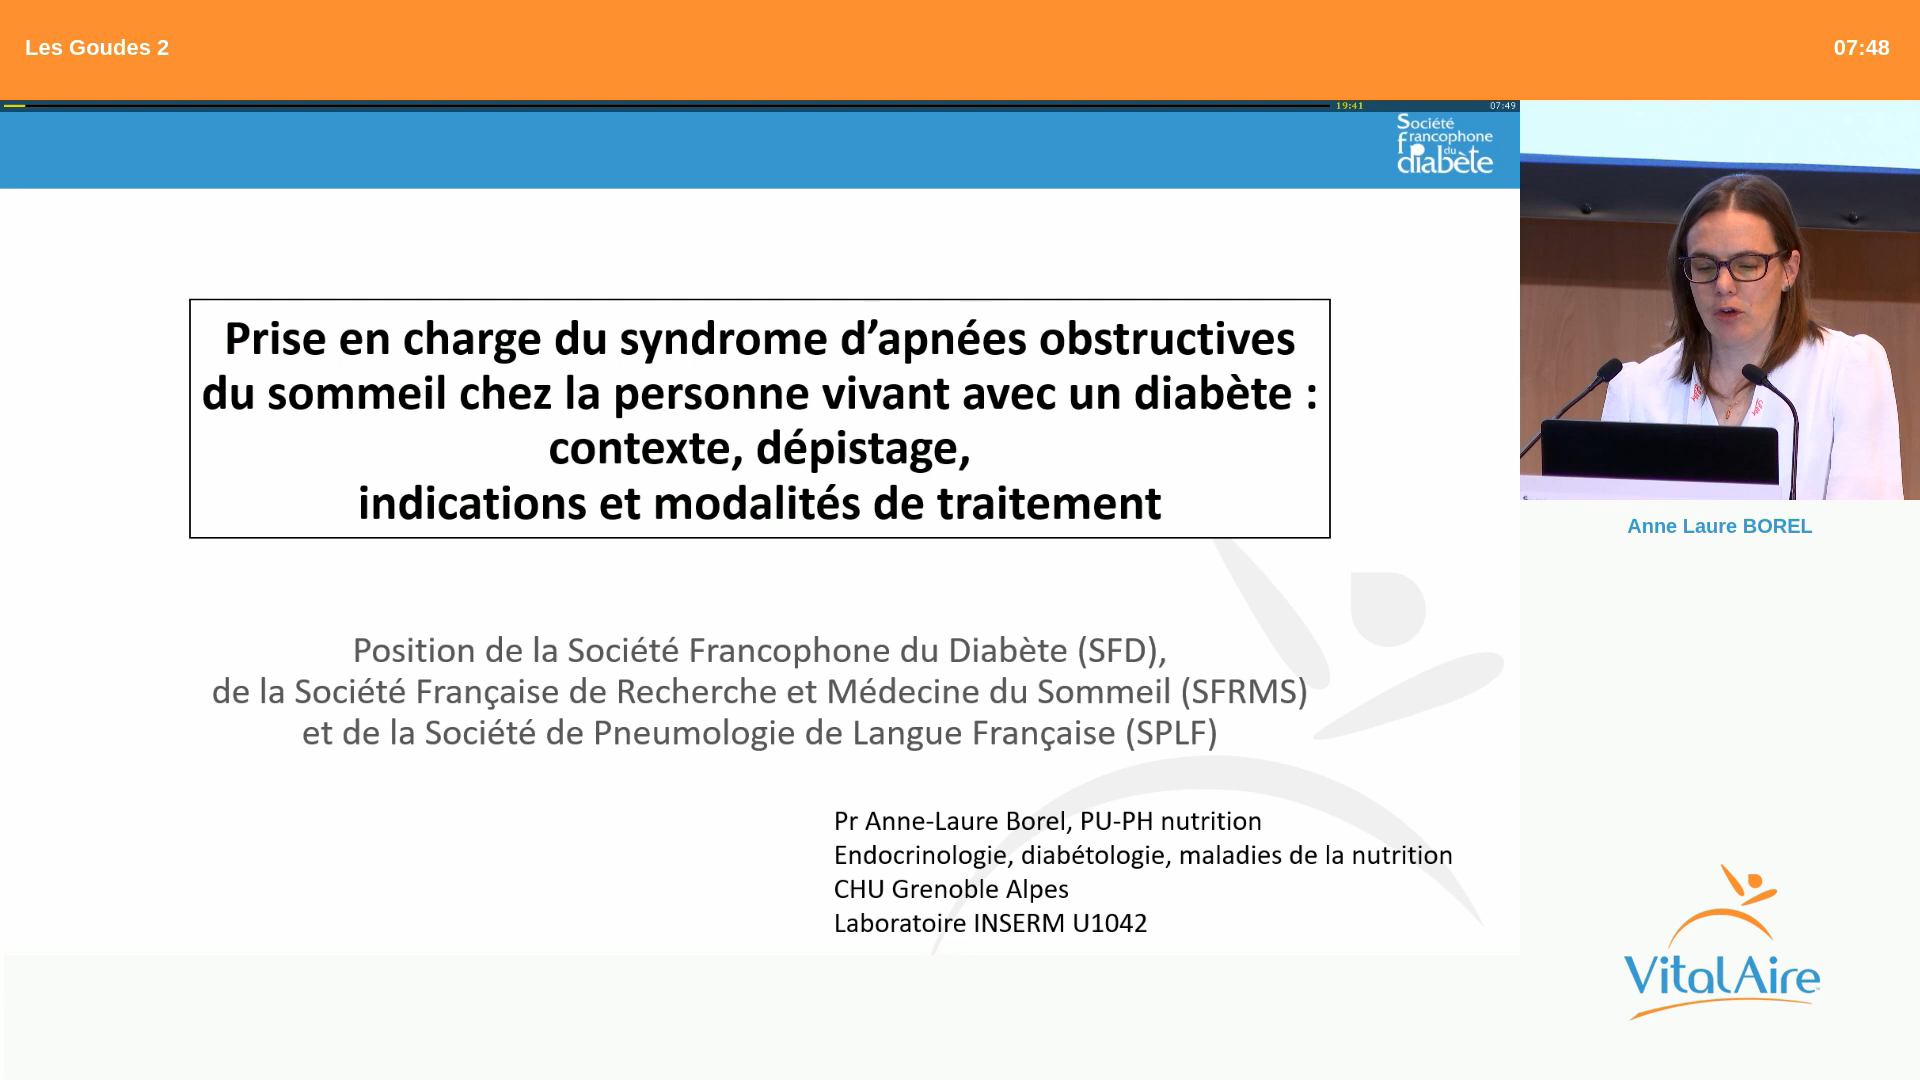 Les Goudes 2
07:48
19:41
07:49
Société
francophone
du
diabète
Prise en charge du syndrome d’apnées obstructives
du sommeil chez la personne vivant avec un diabète :
contexte, dépistage,
indications et modalités de traitement
Position de la Société Francophone du Diabète (SFD),
de la Société Française de Recherche et Médecine du Sommeil (SFRMS)
et de la Société de Pneumologie de Langue Française (SPLF)
Pr Anne-Laure Borel, PU-PH nutrition
Endocrinologie, diabétologie, maladies de la nutrition
CHU Grenoble Alpes
Laboratoire INSERM U1042
Anne Laure BOREL
VitalAire